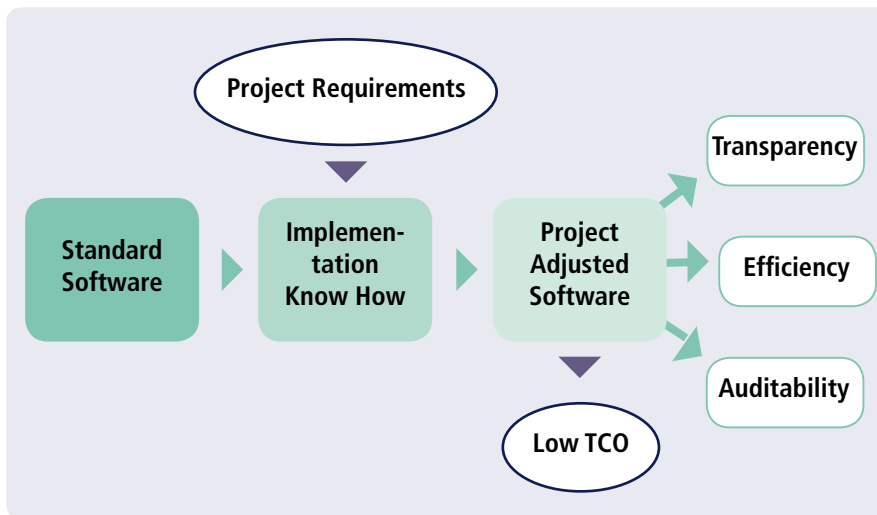 Project Requirements
Standard
Software
Implemen-
tation
Know How
Project
Adjusted
Software
Transparency
Efficiency
Auditability
Low TCO